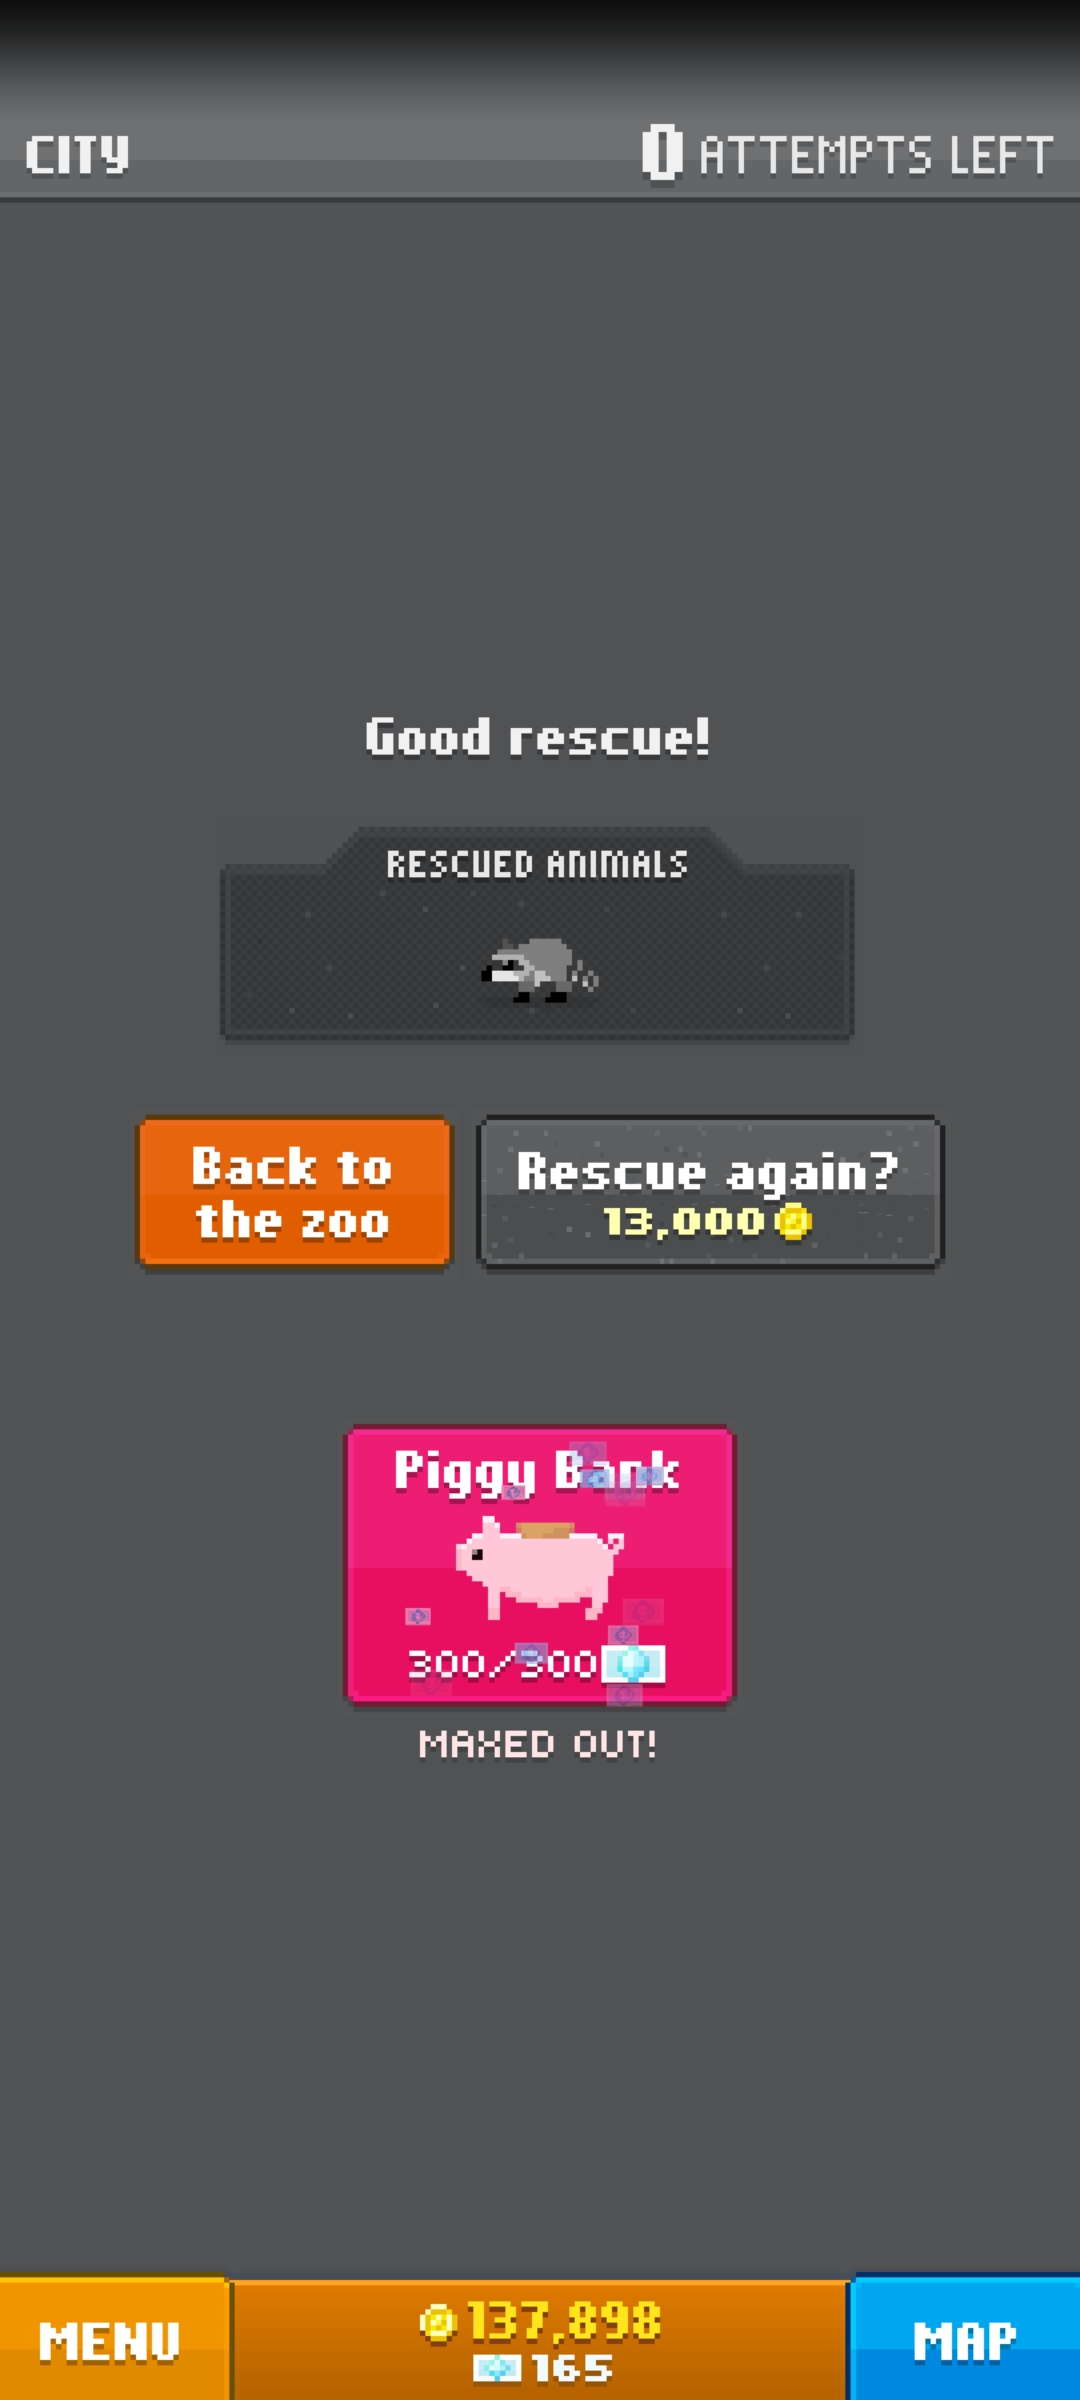 CITY
0 ATTEMPTS LEFT
Good rescue!
RESCUED ANIMALS
Back to
the zoo
Rescue again?
13,000
Piggy Bank
300/300
MAXED OUT!
MENU
137,898
165
MAP